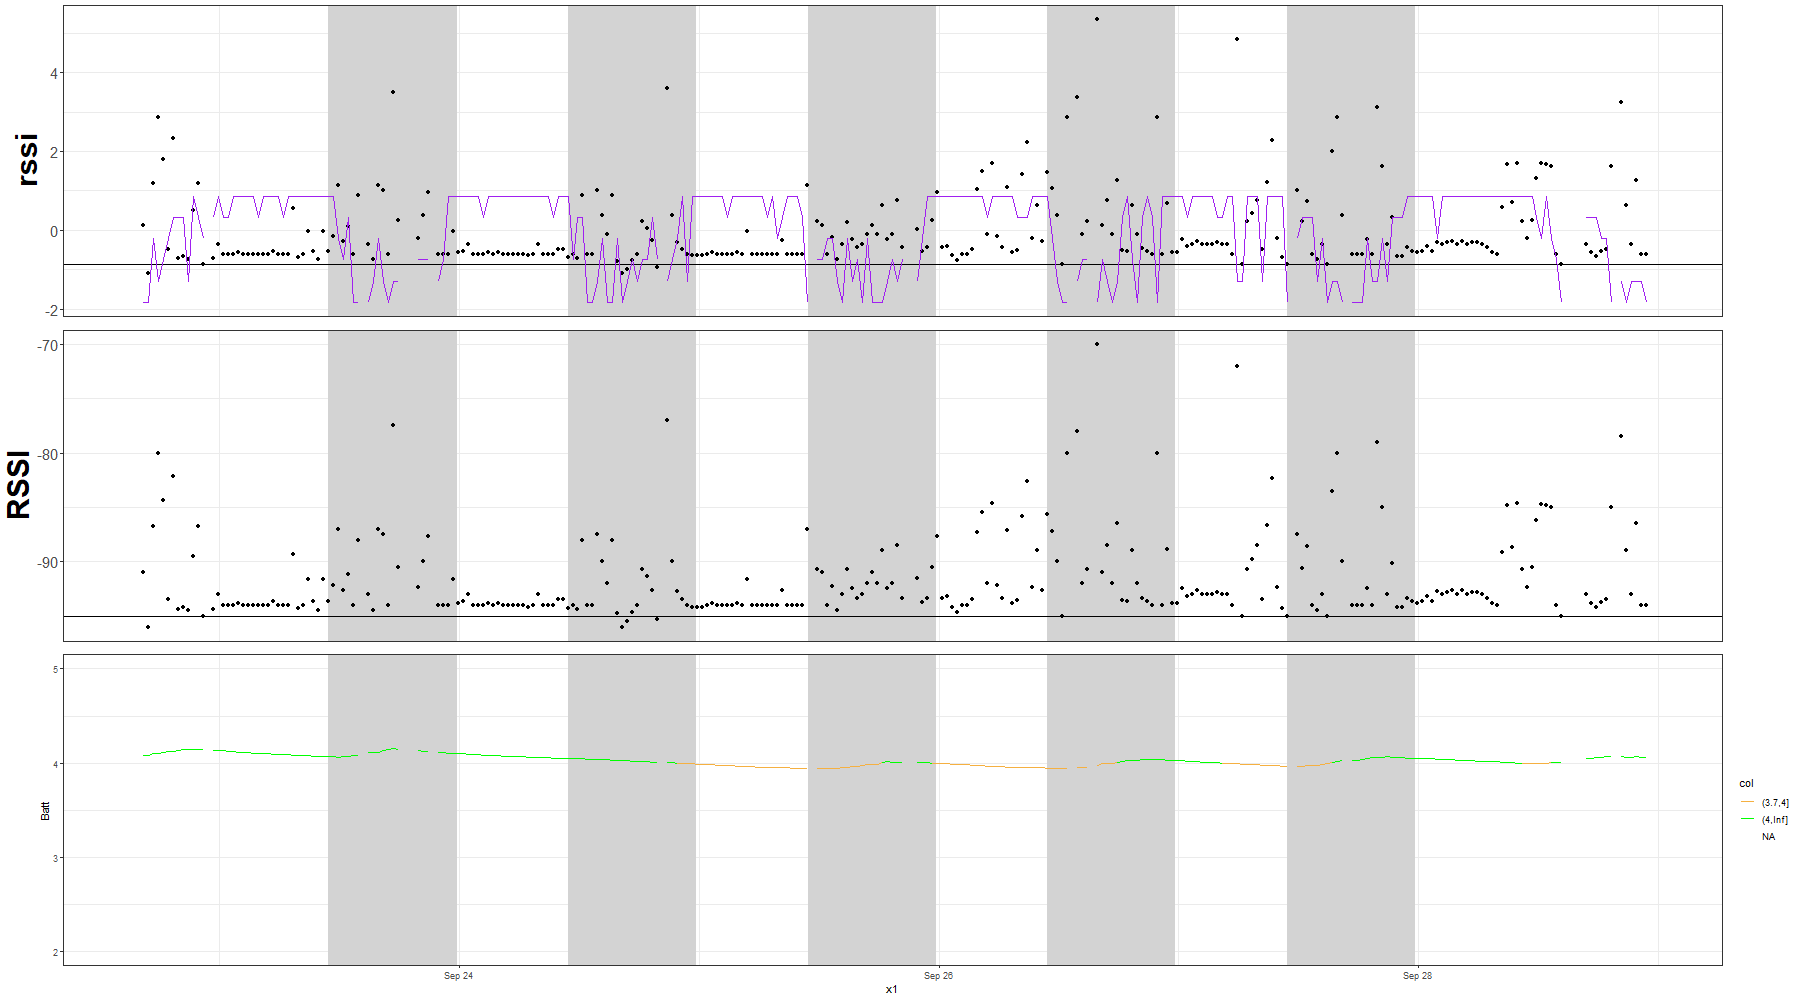 rssi
4
2
0
-2
RSSI
-70
-80
-90
Batt
5
4
3
2
Sep 24
Sep 26
Sep 28
x1
col
(3.7,4]
(4,Inf]
NA